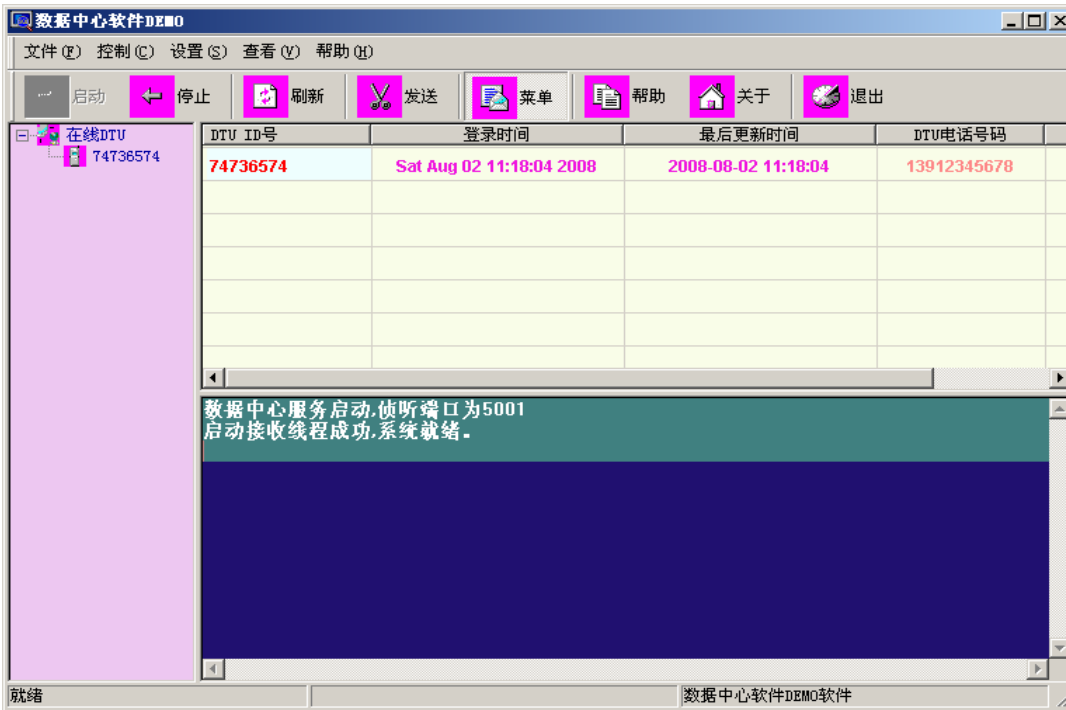 数据中心软件DEMO
文件(F) 控制(C) 设置(S) 查看(V) 帮助(H)
启动 停止 刷新 发送 菜单 帮助 关于 退出
在线DTU
74736574
DTU ID号 登录时间 最后更新时间 DTU电话号码
74736574 Sat Aug 02 11:18:04 2008 2008-08-02 11:18:04 13912345678
数据中心服务启动,侦听端口为5001
启动接收线程成功,系统就绪.
就绪 数据中心软件DEMO软件